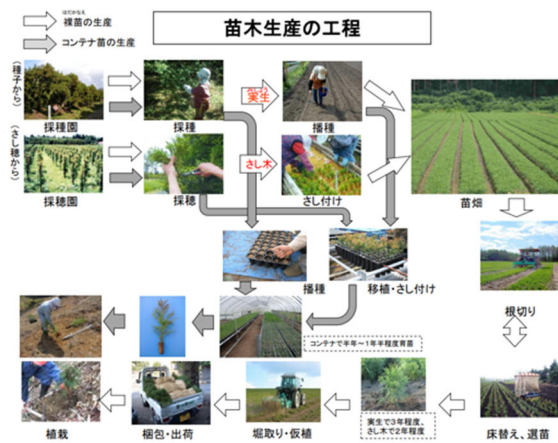 苗木生産の工程
はだかなえ
裸苗の生産
コンテナ苗の生産
（種子から）
採種園
採種
実生
播種
（さし穂から）
採穂園
採穂
さし木
さし付け
苗畑
播種
移植・さし付け
根切り
コンテナで半年～1年半程度育苗
植栽
梱包・出荷
堀取り・仮植
実生で3年程度、
さし木で2年程度
床替え、選苗